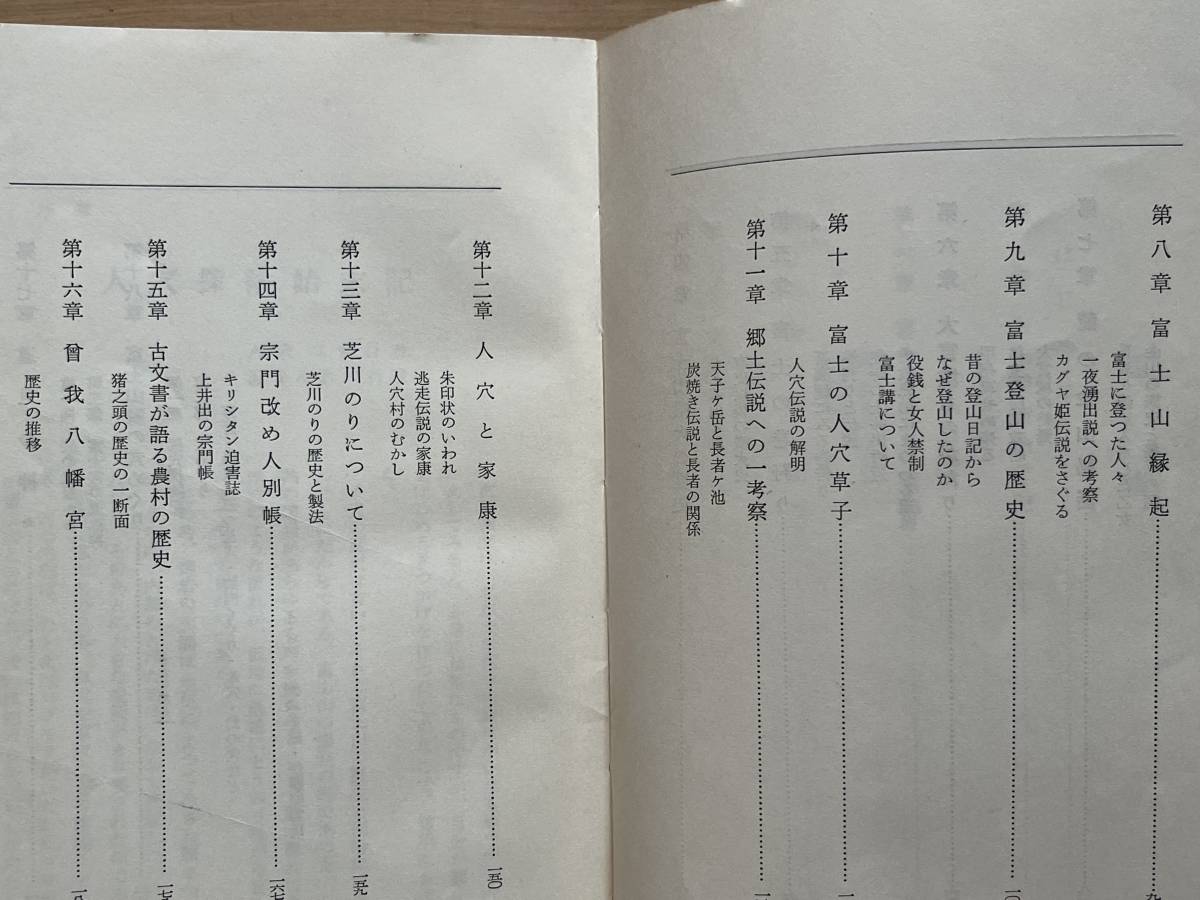 第八章 富士山縁起
富士に登つた人々
一夜湧出説への考察
カグヤ姫伝説をさぐる
第九章 富士登山の歴史
昔の登山日記から
なぜ登山したのか
役銭と女人禁制
富士講について
第十章 富士の人穴草子
人穴伝説の解明
第十一章 郷土伝説への一考察
天子ケ岳と長者ケ池
炭焼き伝説と長者の関係
第十二章 人穴と家康 一五〇
朱印状のいわれ
逃走伝説の家康
人穴村のむかし
第十三章 芝川のりについて 一五九
芝川のりの歴史と製法
第十四章 宗門改め人別帳 一六七
キリシタン迫害誌
上井出の宗門帳
第十五章 古文書が語る農村の歴史
猪之頭の歴史の一断面
第十六章 曾我八幡宮
歴史の推移